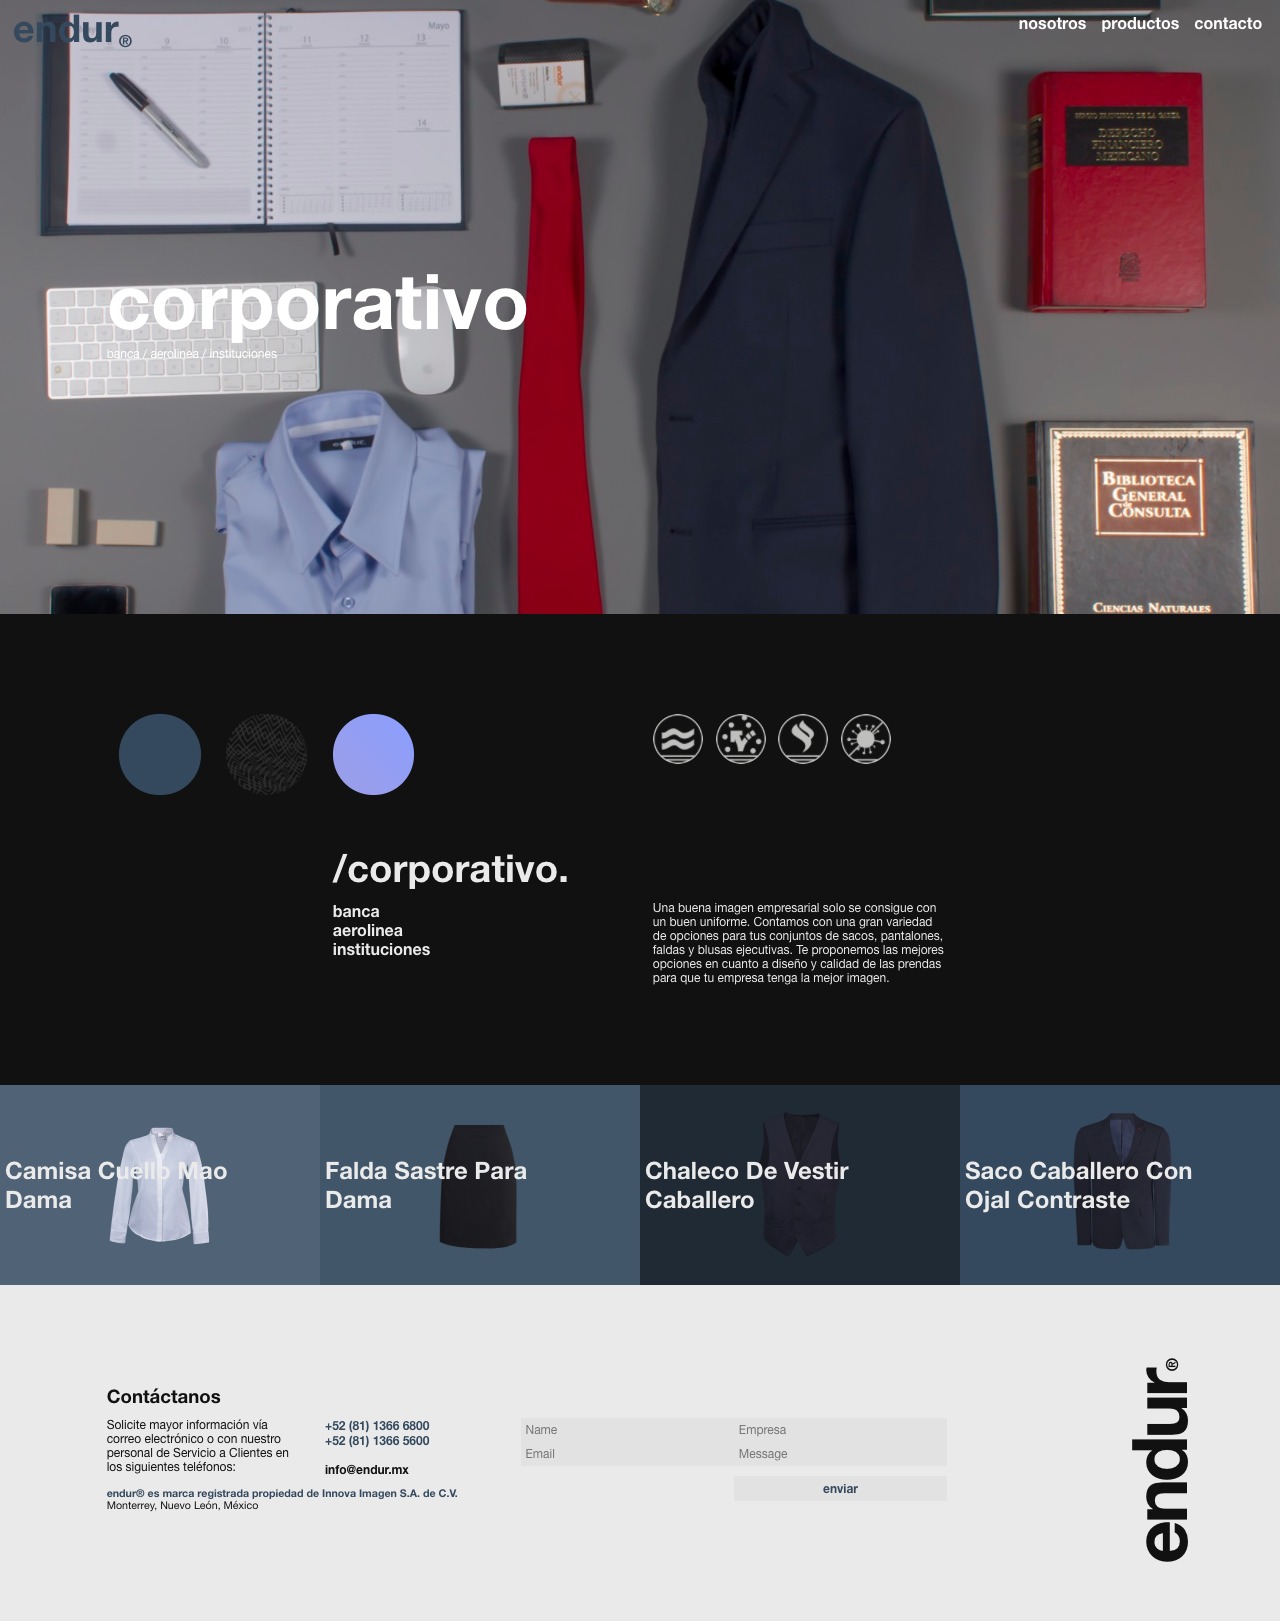 endur®
nosotros productos contacto
Mayo
9 10 11 12 13
14
SERGIO FRANCISCO DE LA GARZA
DERECHO
FINANCIERO
MEXICANO
corporativo
banca / aerolinea / instituciones
BIBLIOTECA
GENERAL
de
CONSULTA
CIENCIAS NATURALES
/corporativo.
banca
aerolinea
instituciones
Una buena imagen empresarial solo se consigue con
un buen uniforme. Contamos con una gran variedad
de opciones para tus conjuntos de sacos, pantalones,
faldas y blusas ejecutivas. Te proponemos las mejores
opciones en cuanto a diseño y calidad de las prendas
para que tu empresa tenga la mejor imagen.
Camisa Cuello Mao
Dama
Falda Sastre Para
Dama
Chaleco De Vestir
Caballero
Saco Caballero Con
Ojal Contraste
Contáctanos
Solicite mayor información vía
correo electrónico o con nuestro
personal de Servicio a Clientes en
los siguientes teléfonos:
+52 (81) 1366 6800
+52 (81) 1366 5600
info@endur.mx
endur® es marca registrada propiedad de Innova Imagen S.A. de C.V.
Monterrey, Nuevo León, México
Name
Empresa
Email
Message
enviar
endur®